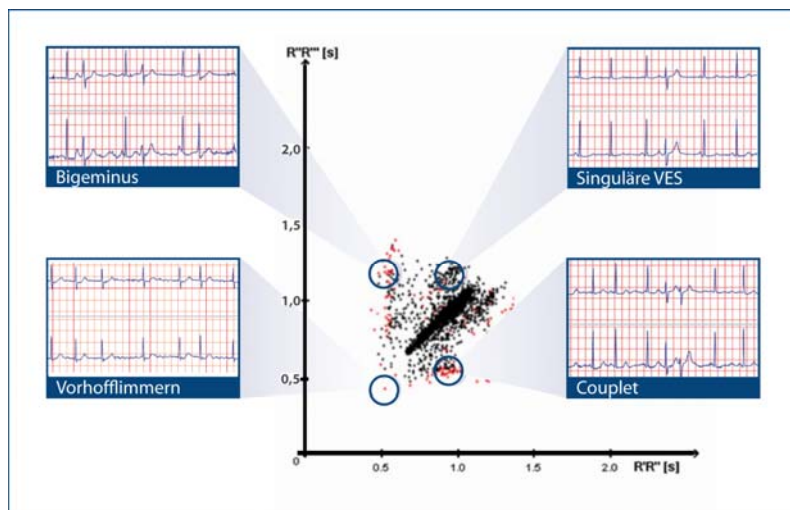 R''R''' [s]
Bigeminus
Singuläre VES
2,0
1,5
1,0
0,5
0
0.5
1.0
1.5
2.0
R'R'' [s]
Vorhofflimmern
Couplet